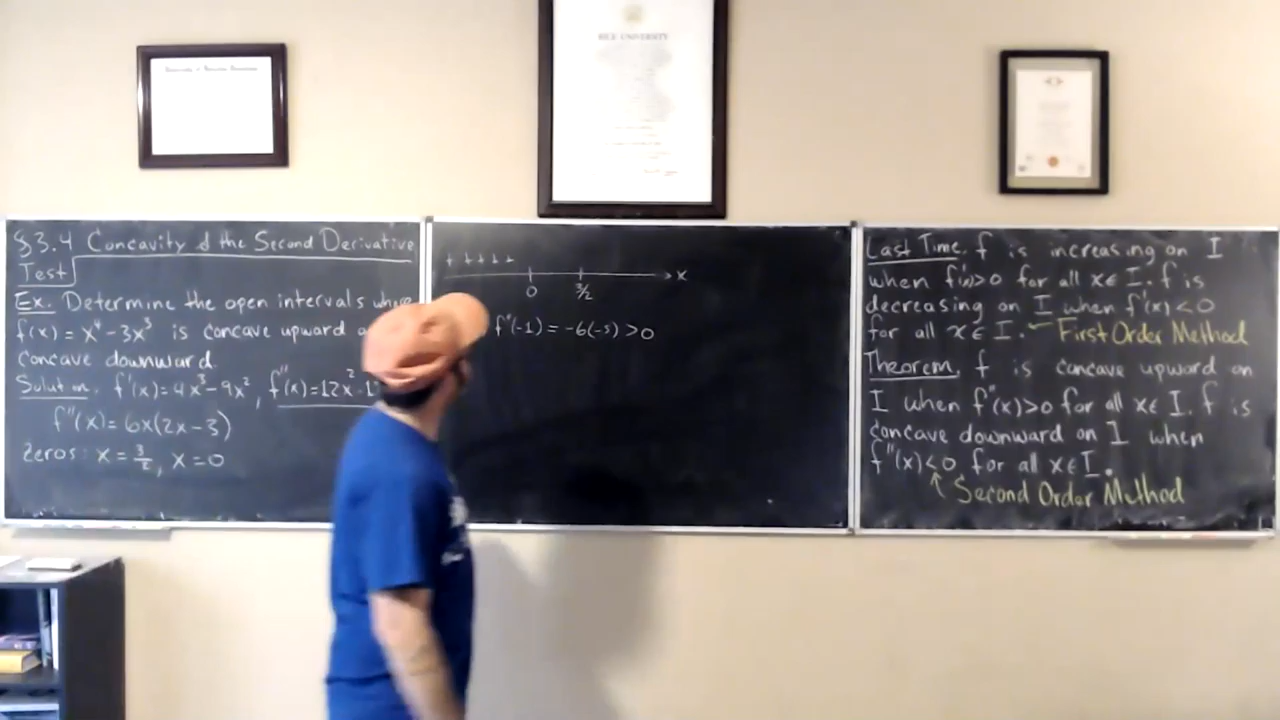 RICE UNIVERSITY
§3.4 Concavity & the Second Derivative
Test
Ex. Determine the open intervals where
f(x) = x⁴ - 3x³ is concave upward
concave downward.
Solution. f'(x) = 4x³ - 9x², f''(x) = 12x² - 1
f''(x) = 6x(2x - 3)
Zeros: x = 3/2, x = 0
+ + + + +
0 3/2 x
f''(-1) = -6(-5) > 0
Last Time. f is increasing on I
when f'(x) > 0 for all x ∈ I. f is
decreasing on I when f'(x) < 0
for all x ∈ I. ← First Order Method
Theorem. f is concave upward on
I when f''(x) > 0 for all x ∈ I. f is
concave downward on I when
f''(x) < 0 for all x ∈ I.
↑ Second Order Method